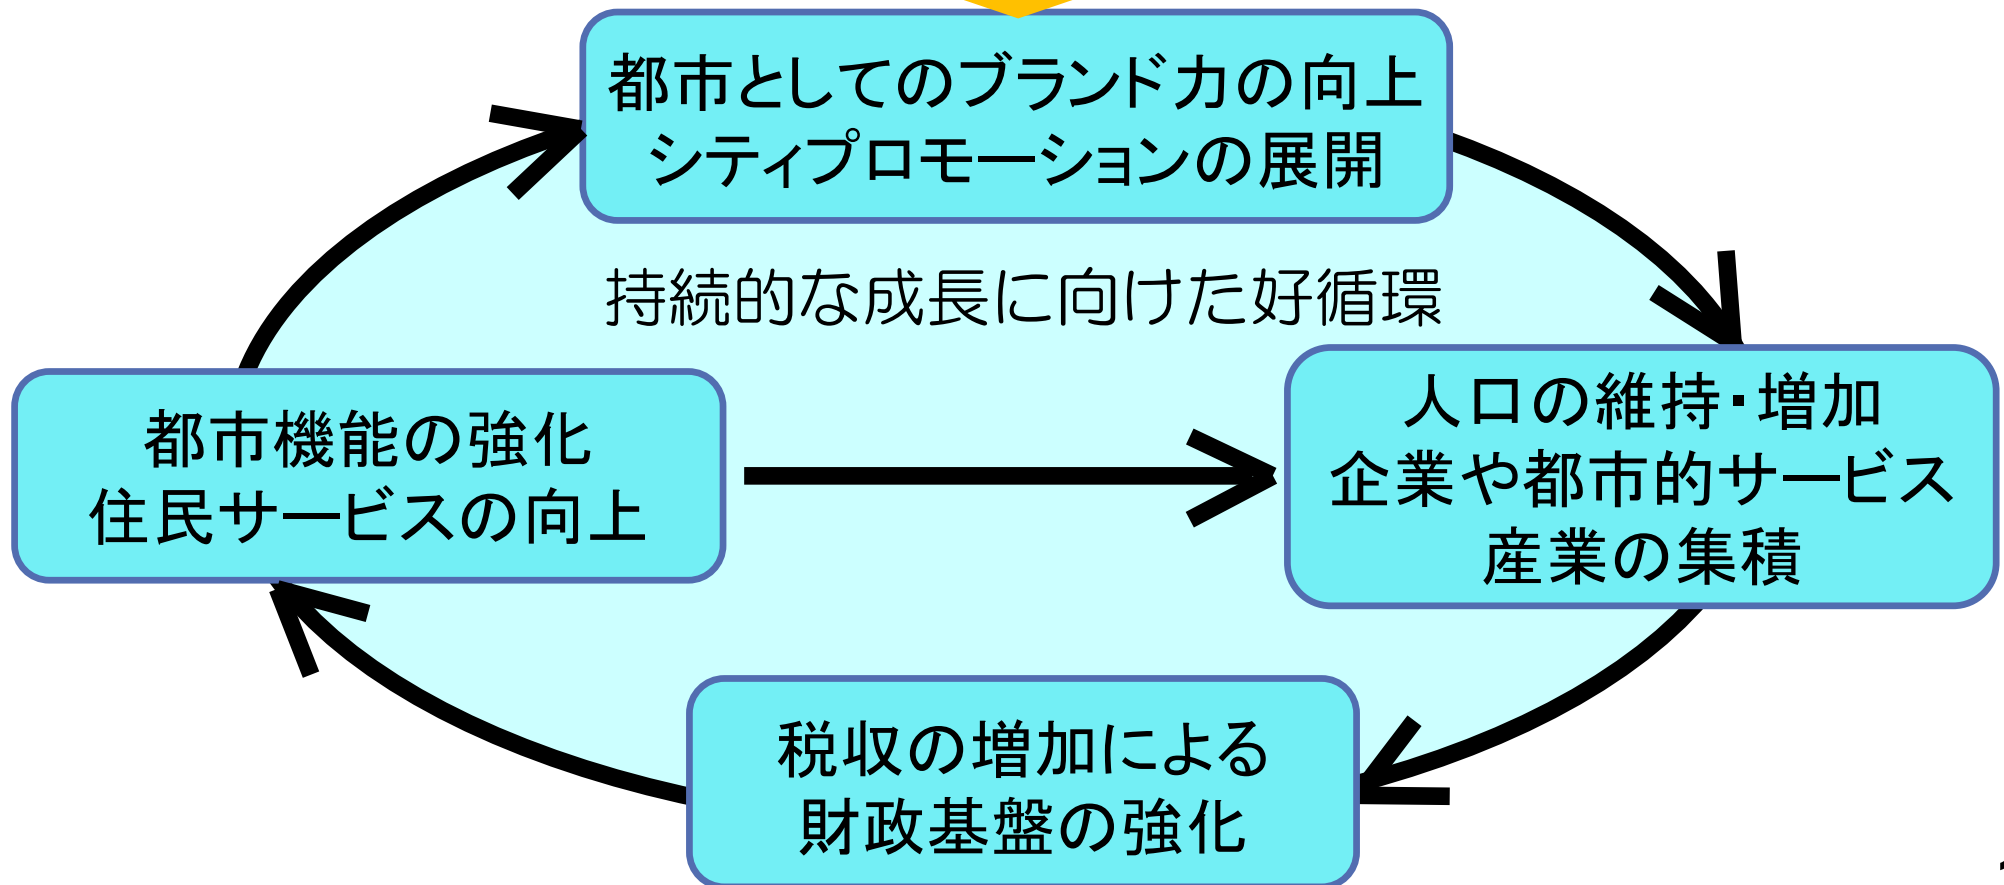 都市としてのブランド力の向上
シティプロモーションの展開
持続的な成長に向けた好循環
都市機能の強化
住民サービスの向上
人口の維持・増加
企業や都市的サービス
産業の集積
税収の増加による
財政基盤の強化